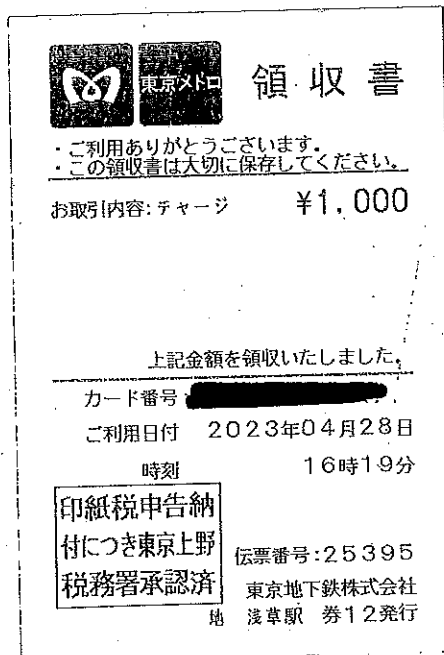 東京メトロ
領収書
・ご利用ありがとうございます。
・この領収書は大切に保存してください。
お取引内容:チャージ ¥1,000
上記金額を領収いたしました。
カード番号
ご利用日付 2023年04月28日
時刻 16時19分
印紙税申告納
付につき東京上野
税務署承認済
伝票番号:25395
東京地下鉄株式会社
地 浅草駅 券12発行